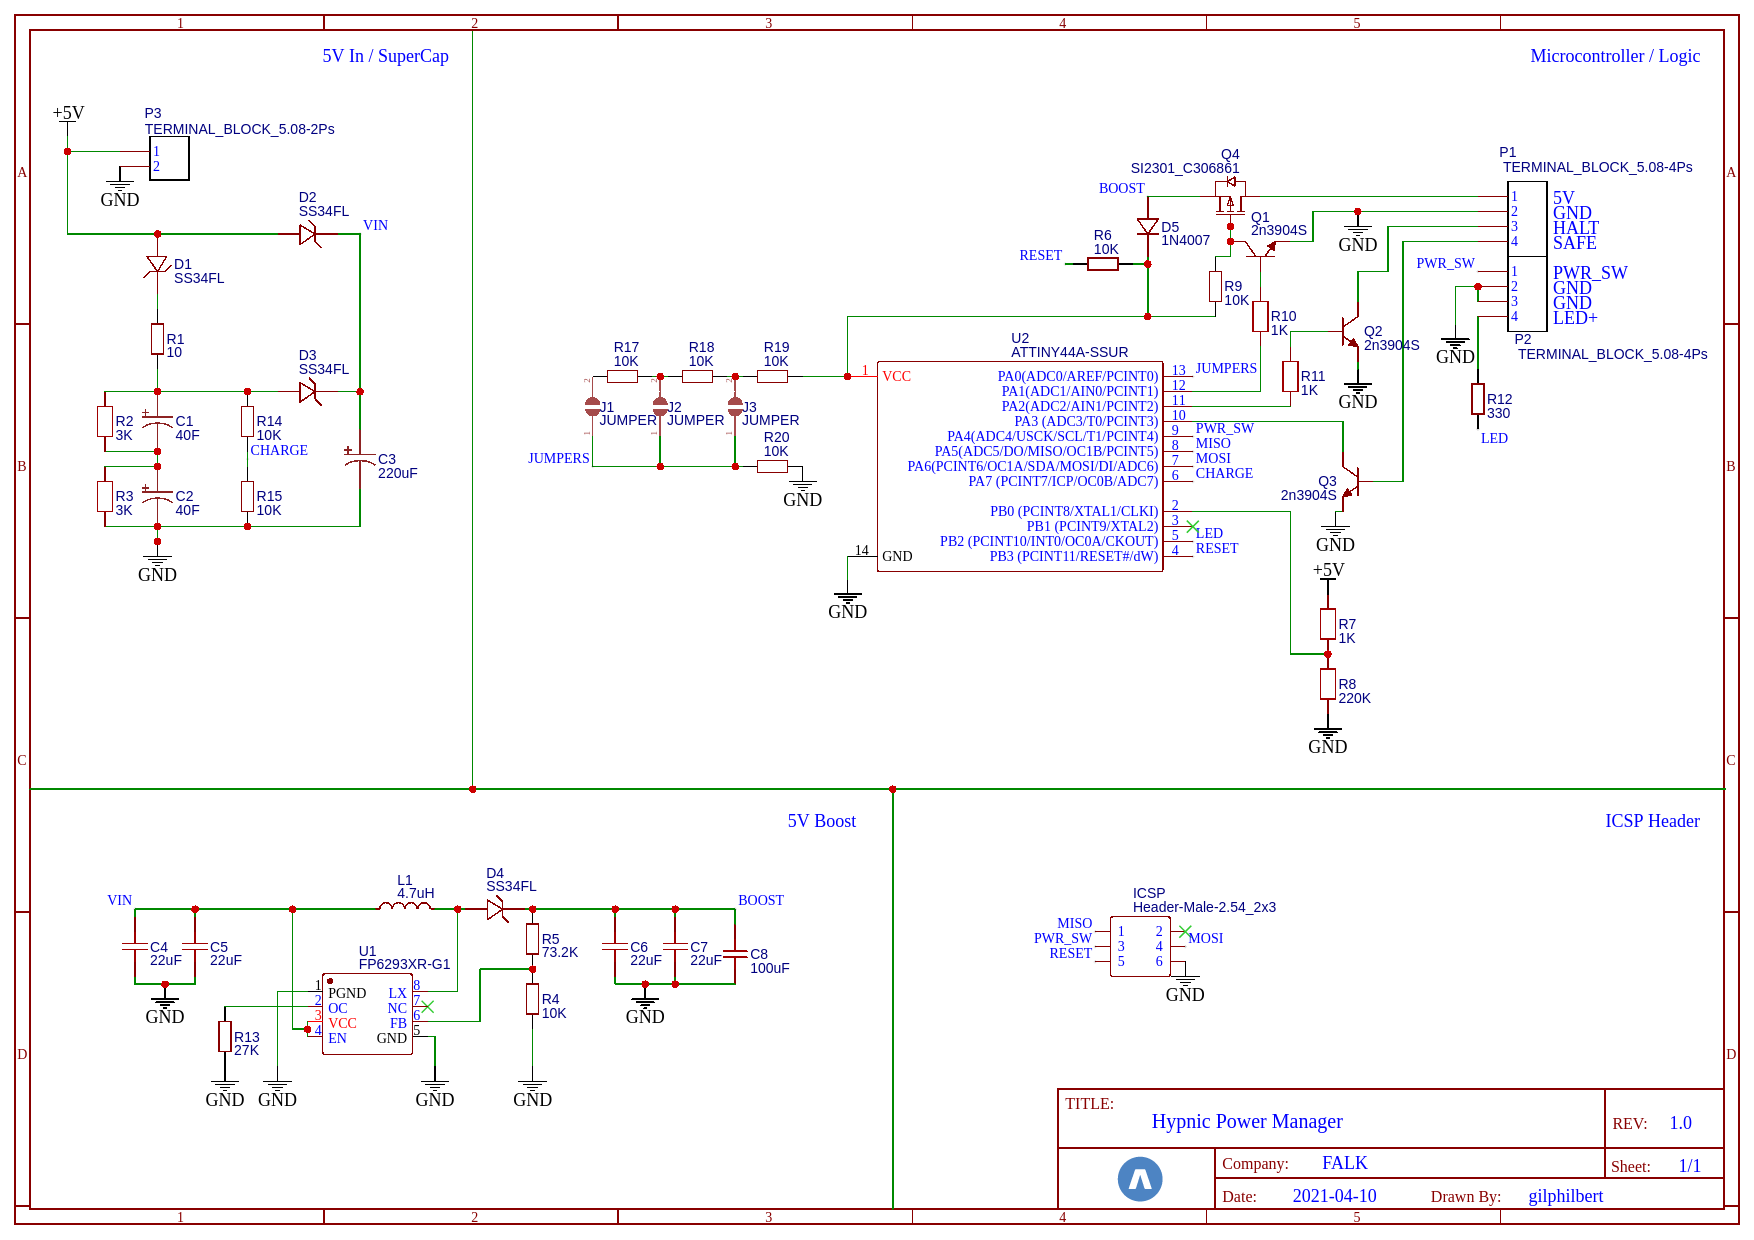 1 2 3 4 5
5V In / SuperCap
Microcontroller / Logic
+5V
P3
TERMINAL_BLOCK_5.08-2Ps
1
2
GND
D2
SS34FL
VIN
D1
SS34FL
R1
10
D3
SS34FL
R2
3K
C1
40F
R14
10K
CHARGE
R3
3K
C2
40F
R15
10K
C3
220uF
GND
R17
10K
R18
10K
R19
10K
2
2
2
J1
JUMPER
J2
JUMPER
J3
JUMPER
1
1
1
JUMPERS
R20
10K
GND
U2
ATTINY44A-SSUR
1 VCC
14 GND
GND
PA0(ADC0/AREF/PCINT0) 13 JUMPERS
PA1(ADC1/AIN0/PCINT1) 12
PA2(ADC2/AIN1/PCINT2) 11
PA3 (ADC3/T0/PCINT3) 10
PA4(ADC4/USCK/SCL/T1/PCINT4) 9 PWR_SW
PA5(ADC5/DO/MISO/OC1B/PCINT5) 8 MISO
PA6(PCINT6/OC1A/SDA/MOSI/DI/ADC6) 7 MOSI
PA7 (PCINT7/ICP/OC0B/ADC7) 6 CHARGE
PB0 (PCINT8/XTAL1/CLKI) 2
PB1 (PCINT9/XTAL2) 3
PB2 (PCINT10/INT0/OC0A/CKOUT) 5 LED
PB3 (PCINT11/RESET#/dW) 4 RESET
Q4
SI2301_C306861
BOOST
D5
1N4007
R6
10K
RESET
Q1
2n3904S
R9
10K
R10
1K
GND
Q2
2n3904S
R11
1K
GND
Q3
2n3904S
GND
+5V
R7
1K
R8
220K
GND
P1
TERMINAL_BLOCK_5.08-4Ps
1 5V
2 GND
3 HALT
4 SAFE
PWR_SW
1 PWR_SW
2 GND
3 GND
4 LED+
P2
TERMINAL_BLOCK_5.08-4Ps
GND
R12
330
LED
A A
B B
C C
D D
5V Boost
ICSP Header
VIN
L1
4.7uH
D4
SS34FL
BOOST
C4
22uF
C5
22uF
GND
U1
FP6293XR-G1
1 PGND
2 OC
3 VCC
4 EN
LX 8
NC 7
FB 6
GND 5
R5
73.2K
R4
10K
C6
22uF
C7
22uF
C8
100uF
GND
R13
27K
GND
GND
GND
GND
ICSP
Header-Male-2.54_2x3
MISO 1 2
PWR_SW 3 4 MOSI
RESET 5 6
GND
TITLE:
Hypnic Power Manager
REV: 1.0
Company: FALK
Sheet: 1/1
Date: 2021-04-10
Drawn By: gilphilbert
1 2 3 4 5